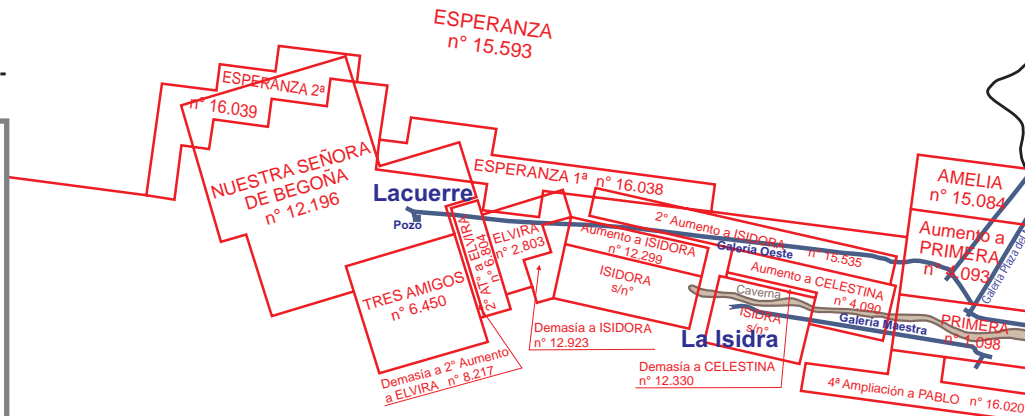 ESPERANZA
n° 15.593
ESPERANZA 2ª
n° 16.039
NUESTRA SEÑORA
DE BEGOÑA
n° 12.196
ESPERANZA 1ª n° 16.038
Lacuerre
Pozo
2° ATº a ELVIRA
n° 6.804
ELVIRA
n° 2.803
TRES AMIGOS
n° 6.450
Demasía a 2° Aumento
a ELVIRA n° 8.217
2° Aumento a ISIDORA
n° 15.535
Aumento a ISIDORA
n° 12.299
Galería Oeste
ISIDORA
s/n°
Demasía a ISIDORA
n° 12.923
Aumento a CELESTINA
n° 4.090
Caverna
ISIDRA
s/n°
Galería Maestra
La Isidra
Demasía a CELESTINA
n° 12.330
AMELIA
n° 15.084
Aumento a
PRIMERA
n° 4.093
Galería Plaza del
PRIMERA
n° 1.098
4ª Ampliación a PABLO n° 16.020